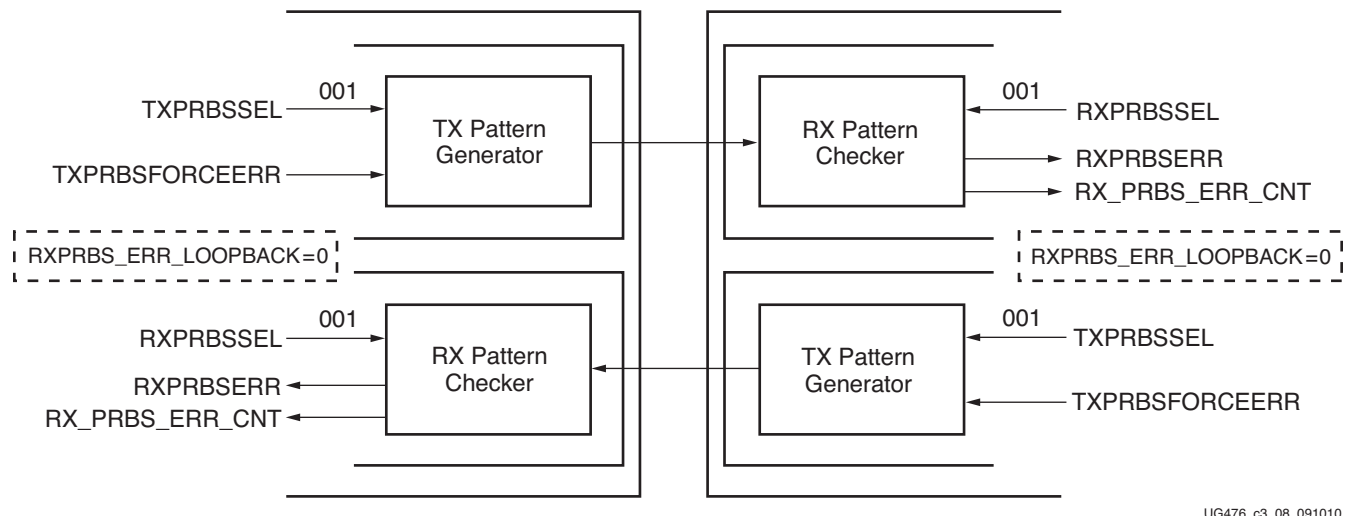 001
TXPRBSSEL
TXPRBSFORCEERR
TX Pattern
Generator
RX Pattern
Checker
001
RXPRBSSEL
RXPRBSERR
RX_PRBS_ERR_CNT
RXPRBS_ERR_LOOPBACK=0
RXPRBS_ERR_LOOPBACK=0
001
RXPRBSSEL
RXPRBSERR
RX_PRBS_ERR_CNT
RX Pattern
Checker
TX Pattern
Generator
001
TXPRBSSEL
TXPRBSFORCEERR
UG476_c3_08_091010